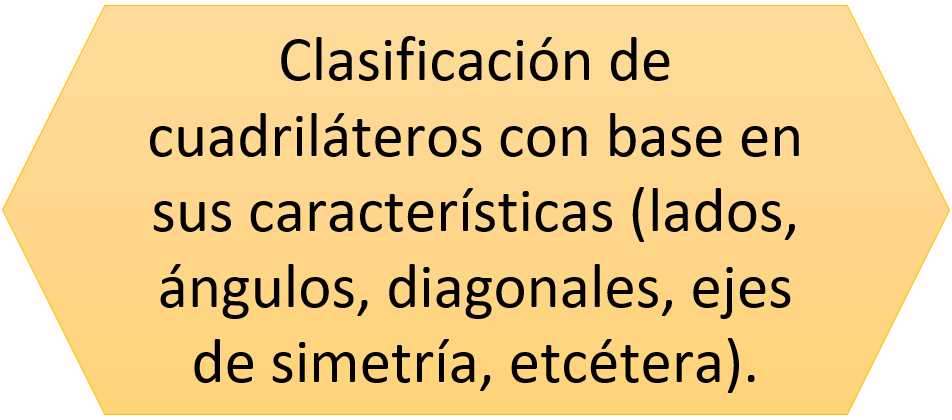 Clasificación de
cuadriláteros con base en
sus características (lados,
ángulos, diagonales, ejes
de simetría, etcétera).